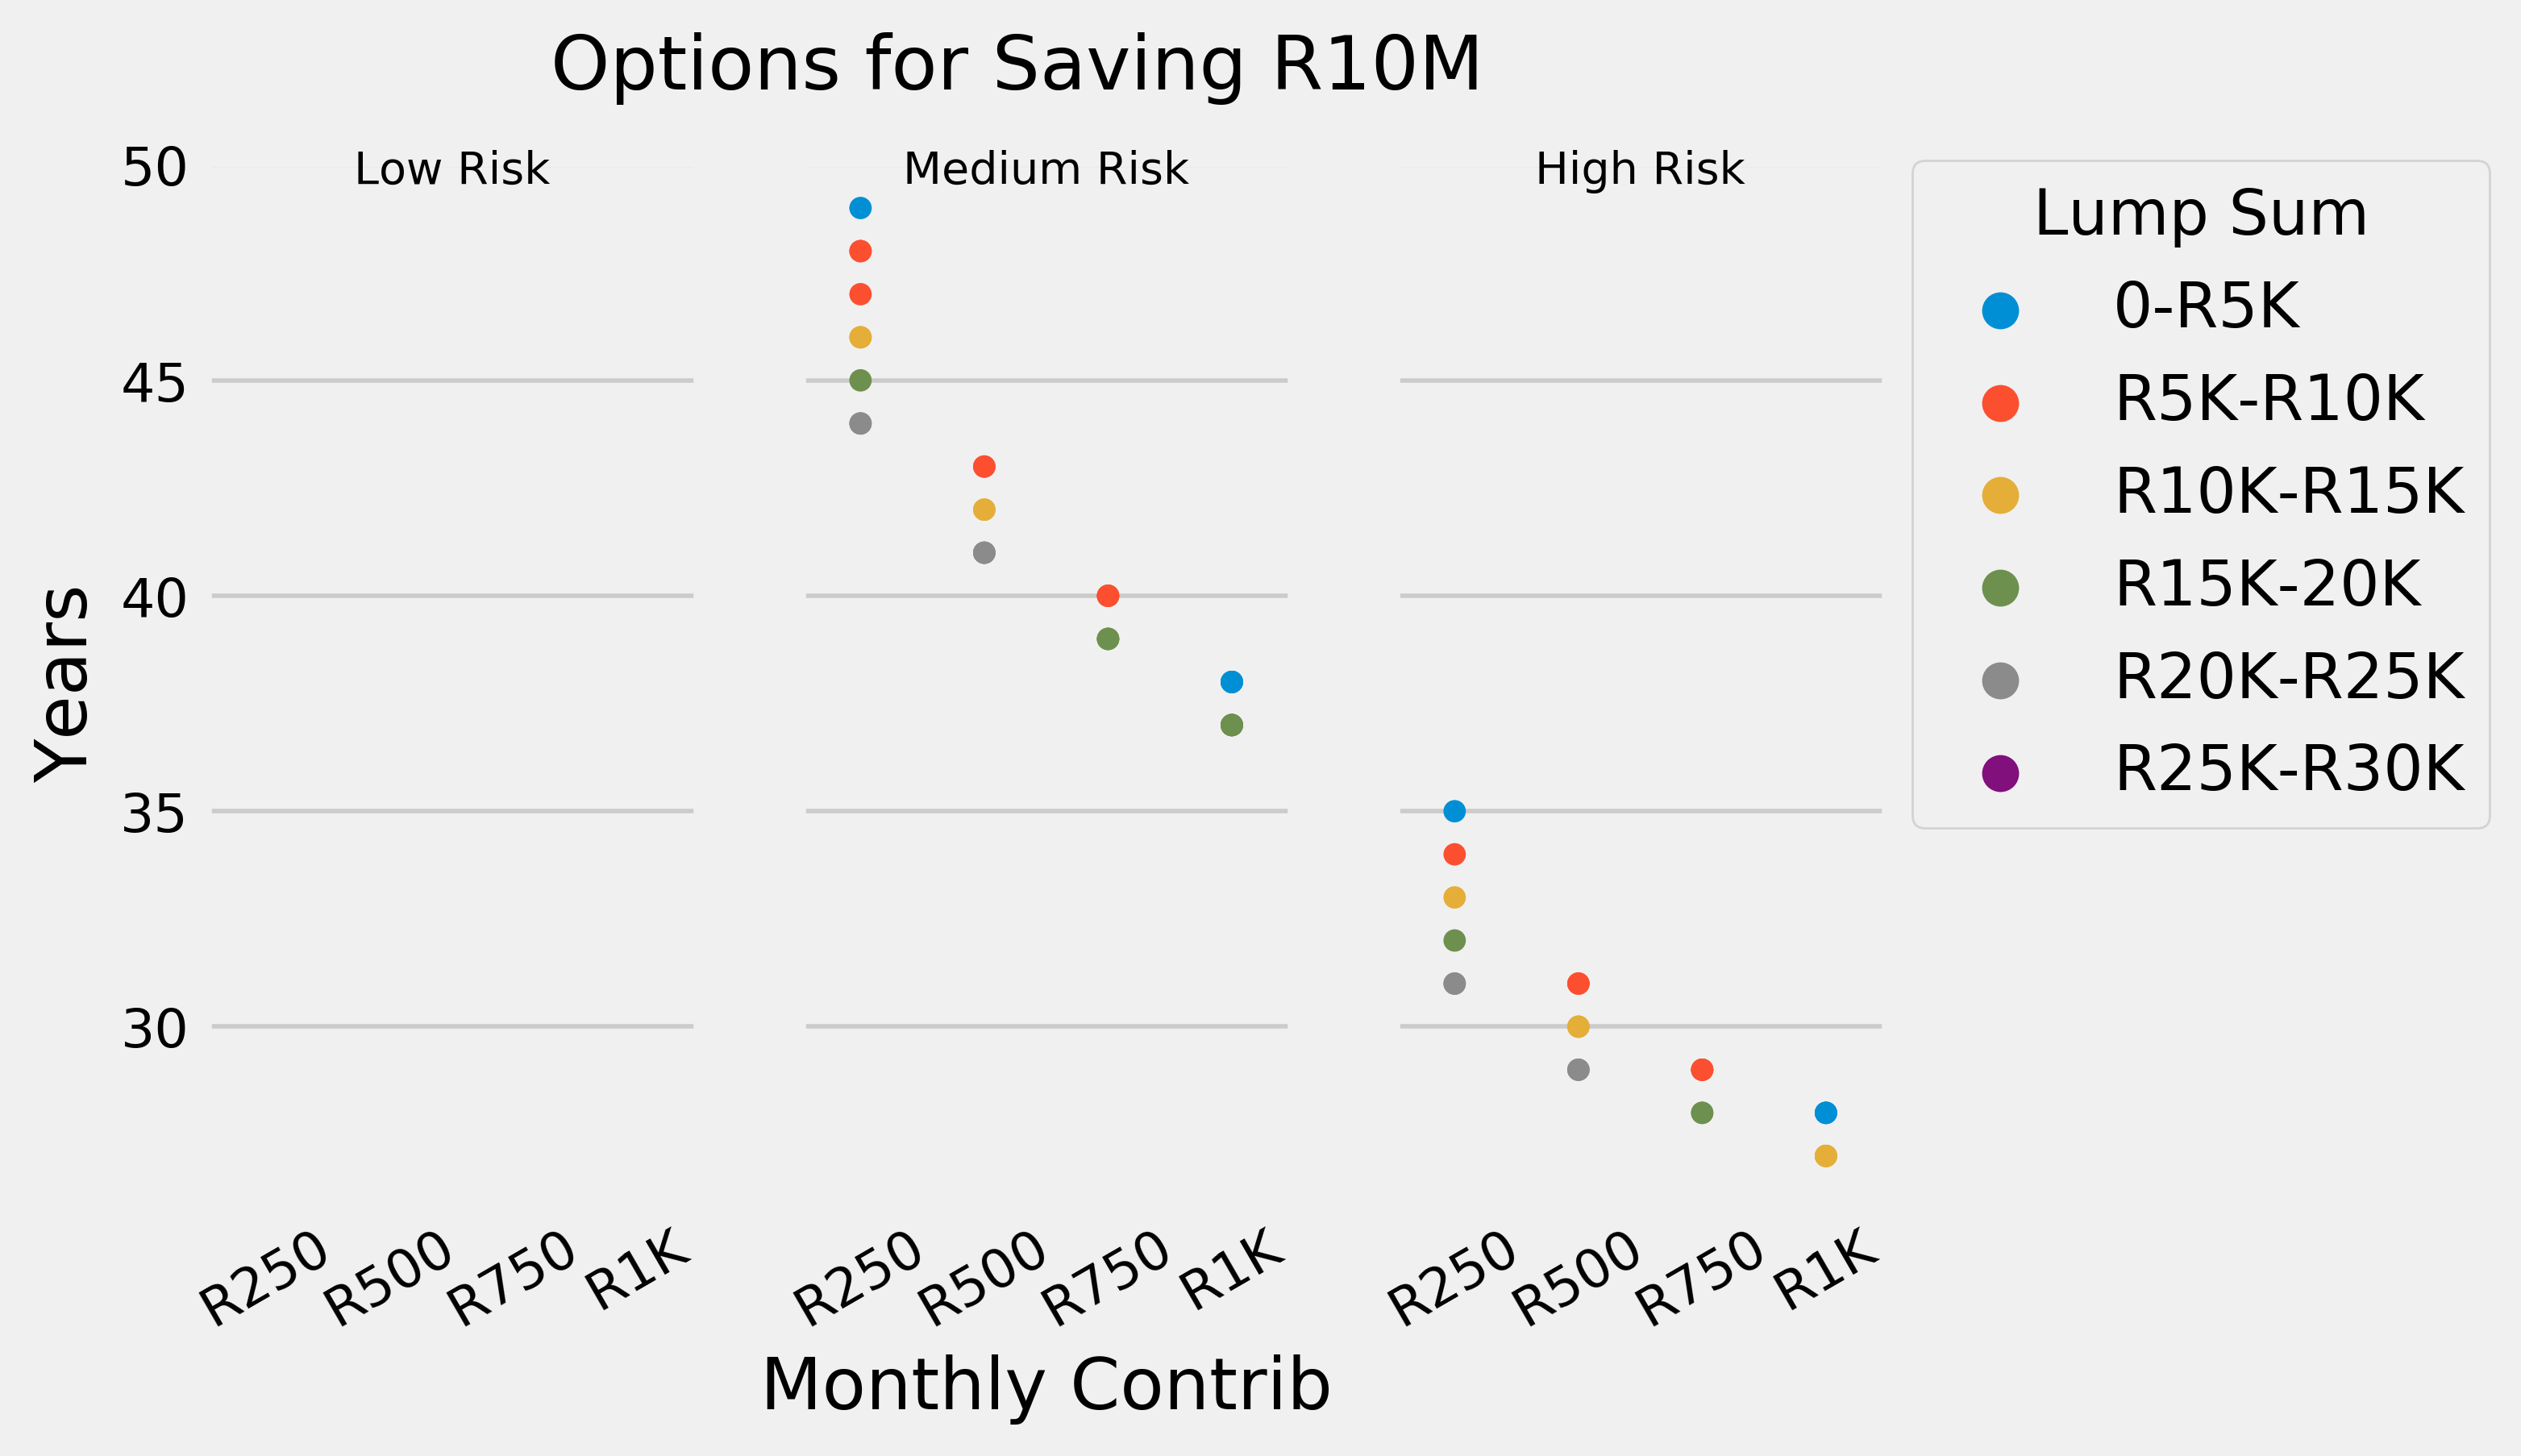 Options for Saving R10M
Low Risk
Medium Risk
High Risk
50
45
40
35
30
Years
R250
R500
R750
R1K
R250
R500
R750
R1K
R250
R500
R750
R1K
Monthly Contrib
Lump Sum
0-R5K
R5K-R10K
R10K-R15K
R15K-20K
R20K-R25K
R25K-R30K